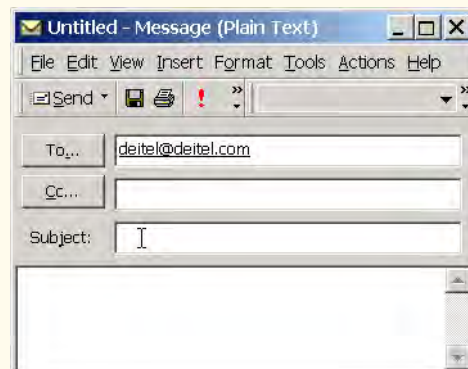 Untitled - Message (Plain Text)
File Edit View Insert Format Tools Actions Help
Send ! »
To... deitel@deitel.com
Cc...
Subject: